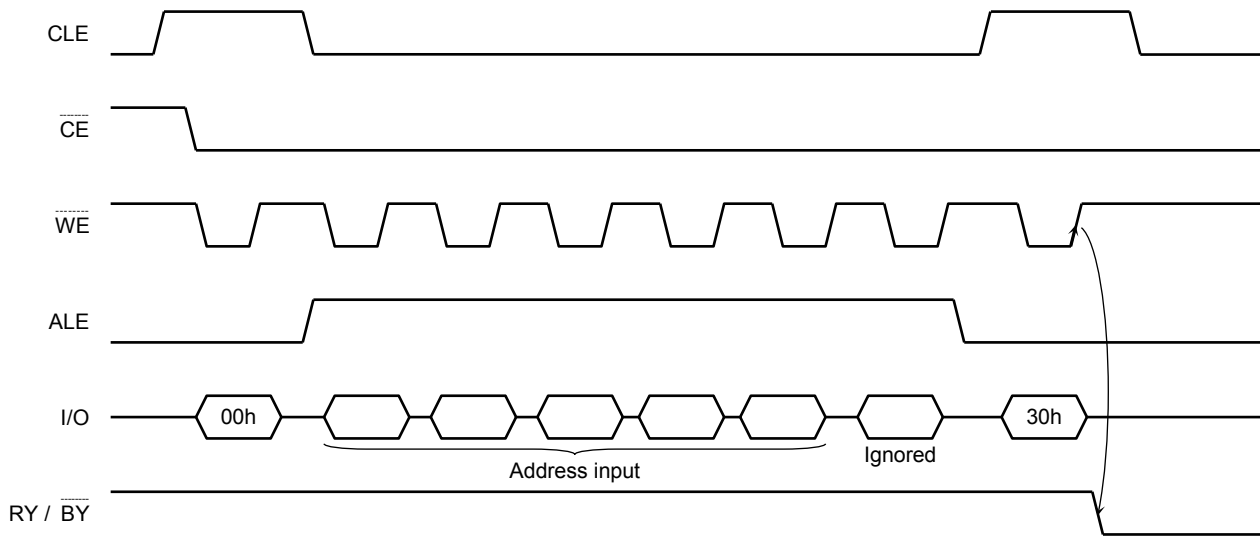 CLE
CE
WE
ALE
I/O
00h
30h
Address input
Ignored
RY / BY